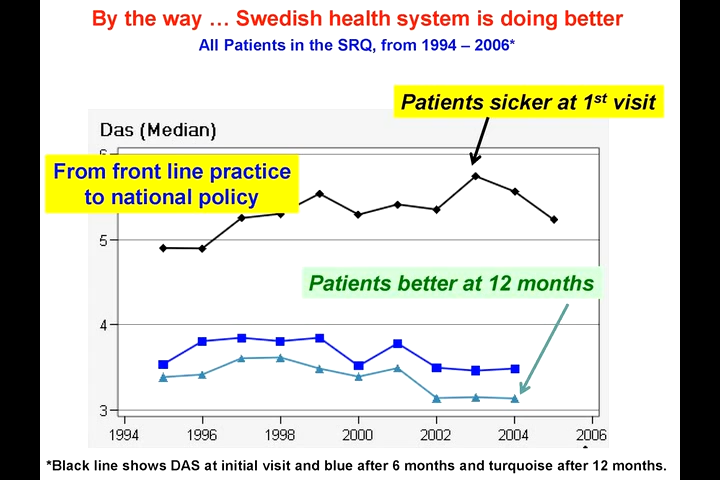 By the way … Swedish health system is doing better
All Patients in the SRQ, from 1994 – 2006*
Patients sicker at 1st visit
Das (Median)
From front line practice
to national policy
5
Patients better at 12 months
4
3
1994 1996 1998 2000 2002 2004 2006
*Black line shows DAS at initial visit and blue after 6 months and turquoise after 12 months.